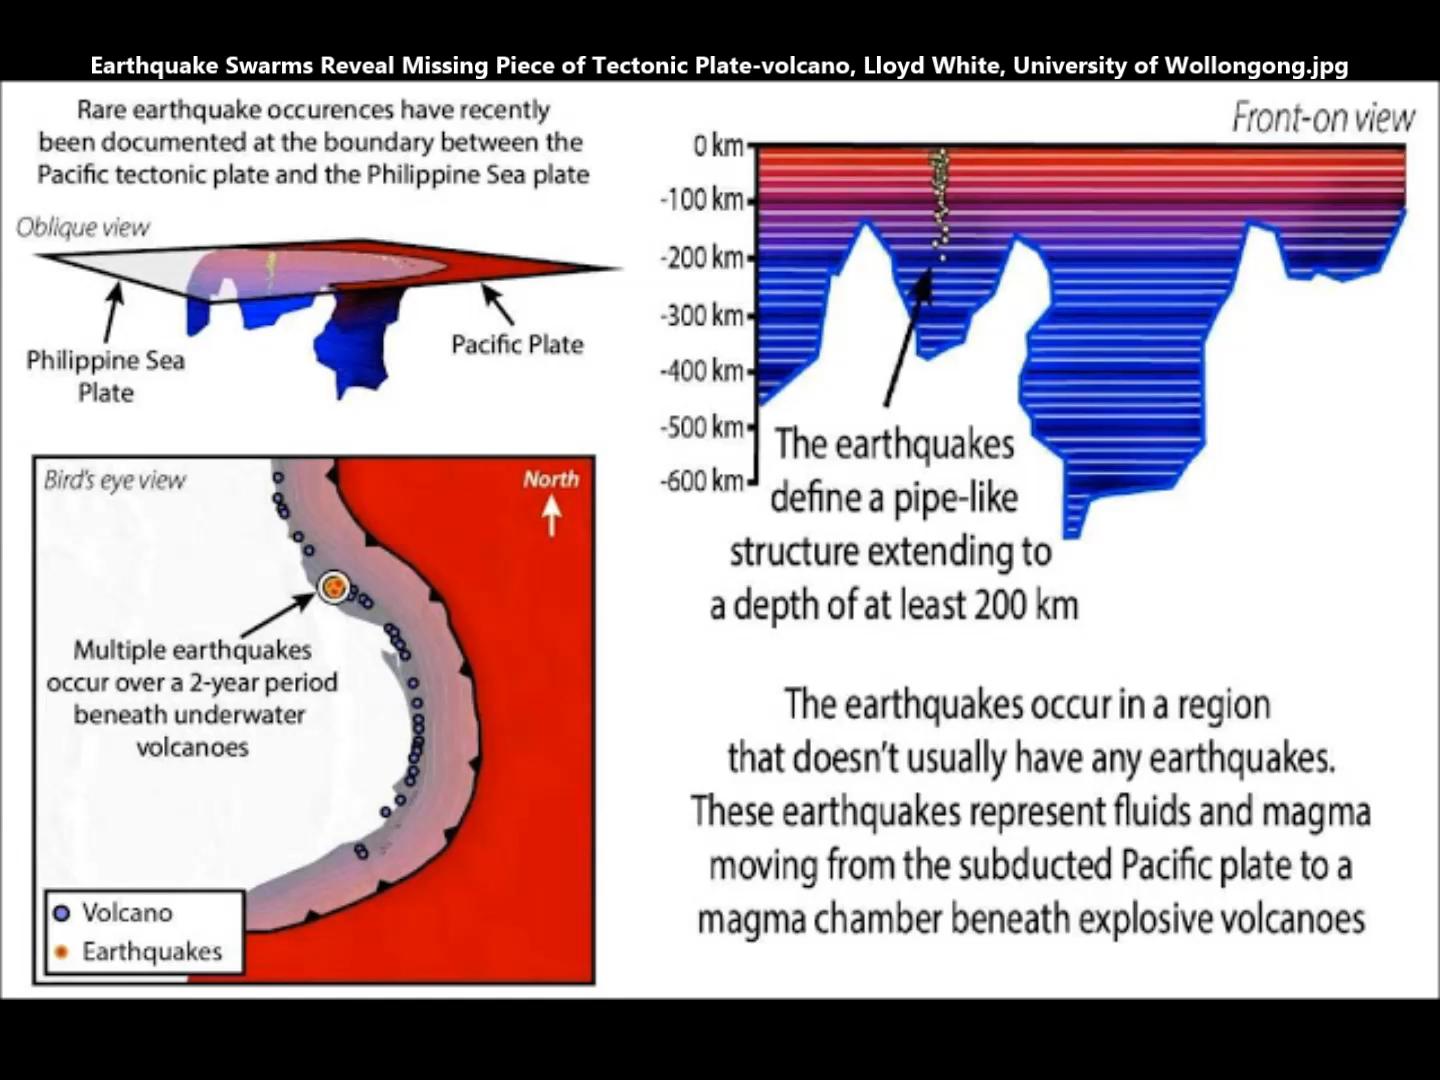 Earthquake Swarms Reveal Missing Piece of Tectonic Plate-volcano, Lloyd White, University of Wollongong.jpg
Rare earthquake occurences have recently
been documented at the boundary between the
Pacific tectonic plate and the Philippine Sea plate
Oblique view
Philippine Sea
Plate
Pacific Plate
Bird's eye view
North
Multiple earthquakes
occur over a 2-year period
beneath underwater
volcanoes
Volcano
Earthquakes
Front-on view
0 km
-100 km
-200 km
-300 km
-400 km
-500 km
-600 km
The earthquakes
define a pipe-like
structure extending to
a depth of at least 200 km
The earthquakes occur in a region
that doesn't usually have any earthquakes.
These earthquakes represent fluids and magma
moving from the subducted Pacific plate to a
magma chamber beneath explosive volcanoes